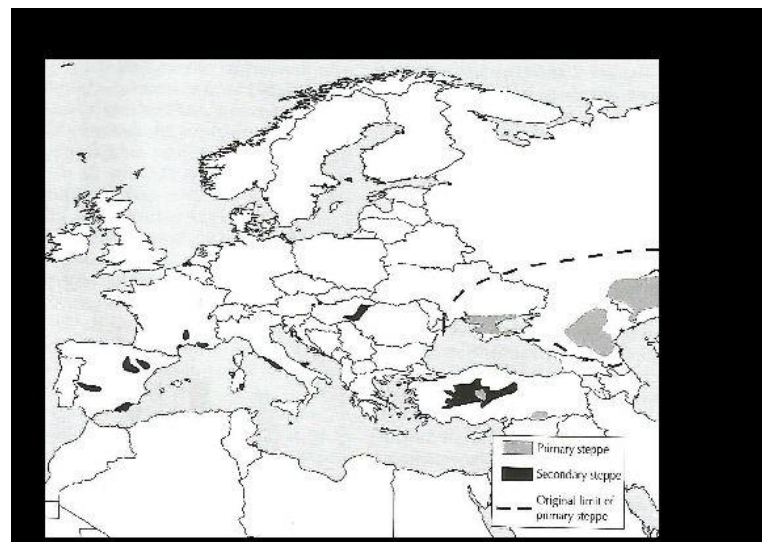 Primary steppe
Secondary steppe
Original limit of
primary steppe